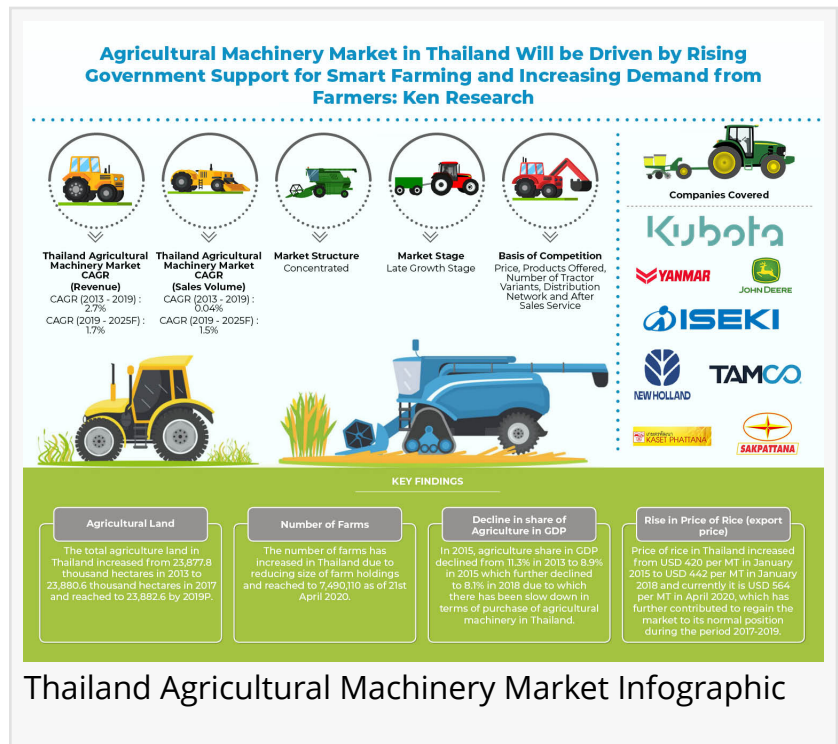 Agricultural Machinery Market in Thailand Will be Driven by Rising
Government Support for Smart Farming and Increasing Demand from
Farmers: Ken Research
Thailand Agricultural
Machinery Market
CAGR
(Revenue)
CAGR (2013 - 2019) :
2.7%
CAGR (2019 - 2025F) :
1.7%
Thailand Agricultural
Machinery Market
CAGR
(Sales Volume)
CAGR (2013 - 2019) :
0.04%
CAGR (2019 - 2025F) :
1.5%
Market Structure
Concentrated
Market Stage
Late Growth Stage
Basis of Competition
Price, Products Offered,
Number of Tractor
Variants, Distribution
Network and After
Sales Service
Companies Covered
Kubota
YANMAR
JOHN DEERE
ISEKI
NEW HOLLAND
TAMCO
KASET PHATTANA
SAKPATTANA
KEY FINDINGS
Agricultural Land
The total agriculture land in
Thailand increased from 23,877.8
thousand hectares in 2013 to
23,880.6 thousand hectares in 2017
and reached to 23,882.6 by 2019P.
Number of Farms
The number of farms has
increased in Thailand due to
reducing size of farm holdings
and reached to 7,490,110 as of 21st
April 2020.
Decline in share of
Agriculture in GDP
In 2015, agriculture share in GDP
declined from 11.3% in 2013 to 8.9%
in 2015 which further declined
to 8.1% in 2018 due to which
there has been slow down in
terms of purchase of agricultural
machinery in Thailand.
Rise in Price of Rice (export
price)
Price of rice in Thailand increased
from USD 420 per MT in January
2015 to USD 442 per MT in January
2018 and currently it is USD 564
per MT in April 2020, which has
further contributed to regain the
market to its normal position
during the period 2017-2019.
Thailand Agricultural Machinery Market Infographic